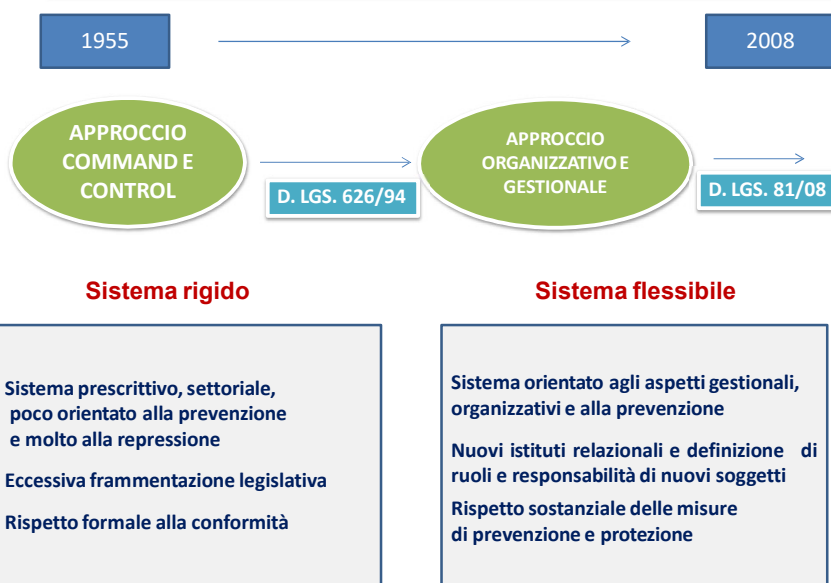 1955
2008
APPROCCIO
COMMAND E
CONTROL
D. LGS. 626/94
APPROCCIO
ORGANIZZATIVO E
GESTIONALE
D. LGS. 81/08
Sistema rigido
Sistema flessibile
Sistema prescrittivo, settoriale,
poco orientato alla prevenzione
e molto alla repressione
Eccessiva frammentazione legislativa
Rispetto formale alla conformità
Sistema orientato agli aspetti gestionali,
organizzativi e alla prevenzione
Nuovi istituti relazionali e definizione di
ruoli e responsabilità di nuovi soggetti
Rispetto sostanziale delle misure
di prevenzione e protezione